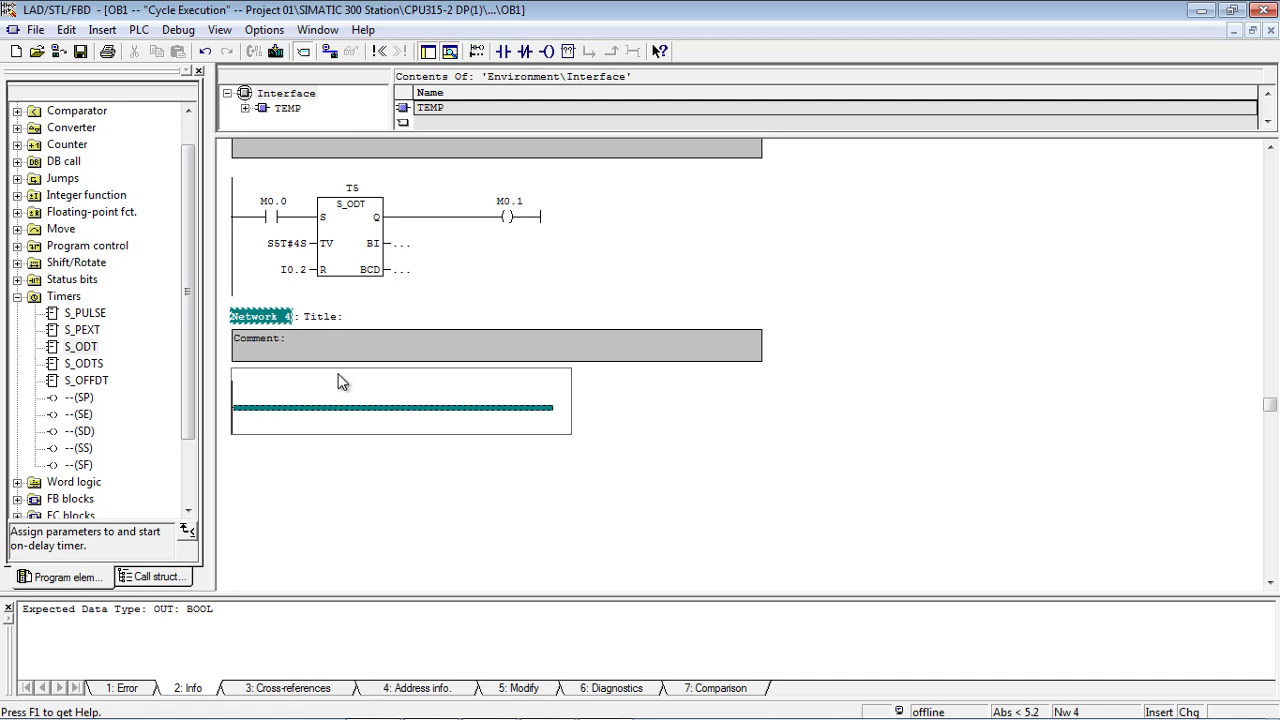 LAD/STL/FBD - [OB1 -- "Cycle Execution" -- Project 01\SIMATIC 300 Station\CPU315-2 DP(1)\...\OB1]
File Edit Insert PLC Debug View Options Window Help
Contents Of: 'Environment\Interface'
Interface
TEMP
Name
TEMP
Comparator
Converter
Counter
DB call
Jumps
Integer function
Floating-point fct.
Move
Program control
Shift/Rotate
Status bits
Timers
S_PULSE
S_PEXT
S_ODT
S_ODTS
S_OFFDT
--(SP)
--(SE)
--(SD)
--(SS)
--(SF)
Word logic
FB blocks
FC blocks
Assign parameters to and start
on-delay timer.
Program elem... Call struct...
T5
M0.0 S_ODT M0.1
S Q
S5T#4S TV BI ...
I0.2 R BCD ...
Network 4: Title:
Comment:
Expected Data Type: OUT: BOOL
1: Error 2: Info 3: Cross-references 4: Address info. 5: Modify 6: Diagnostics 7: Comparison
Press F1 to get Help. offline Abs < 5.2 Nw 4 Insert Chg